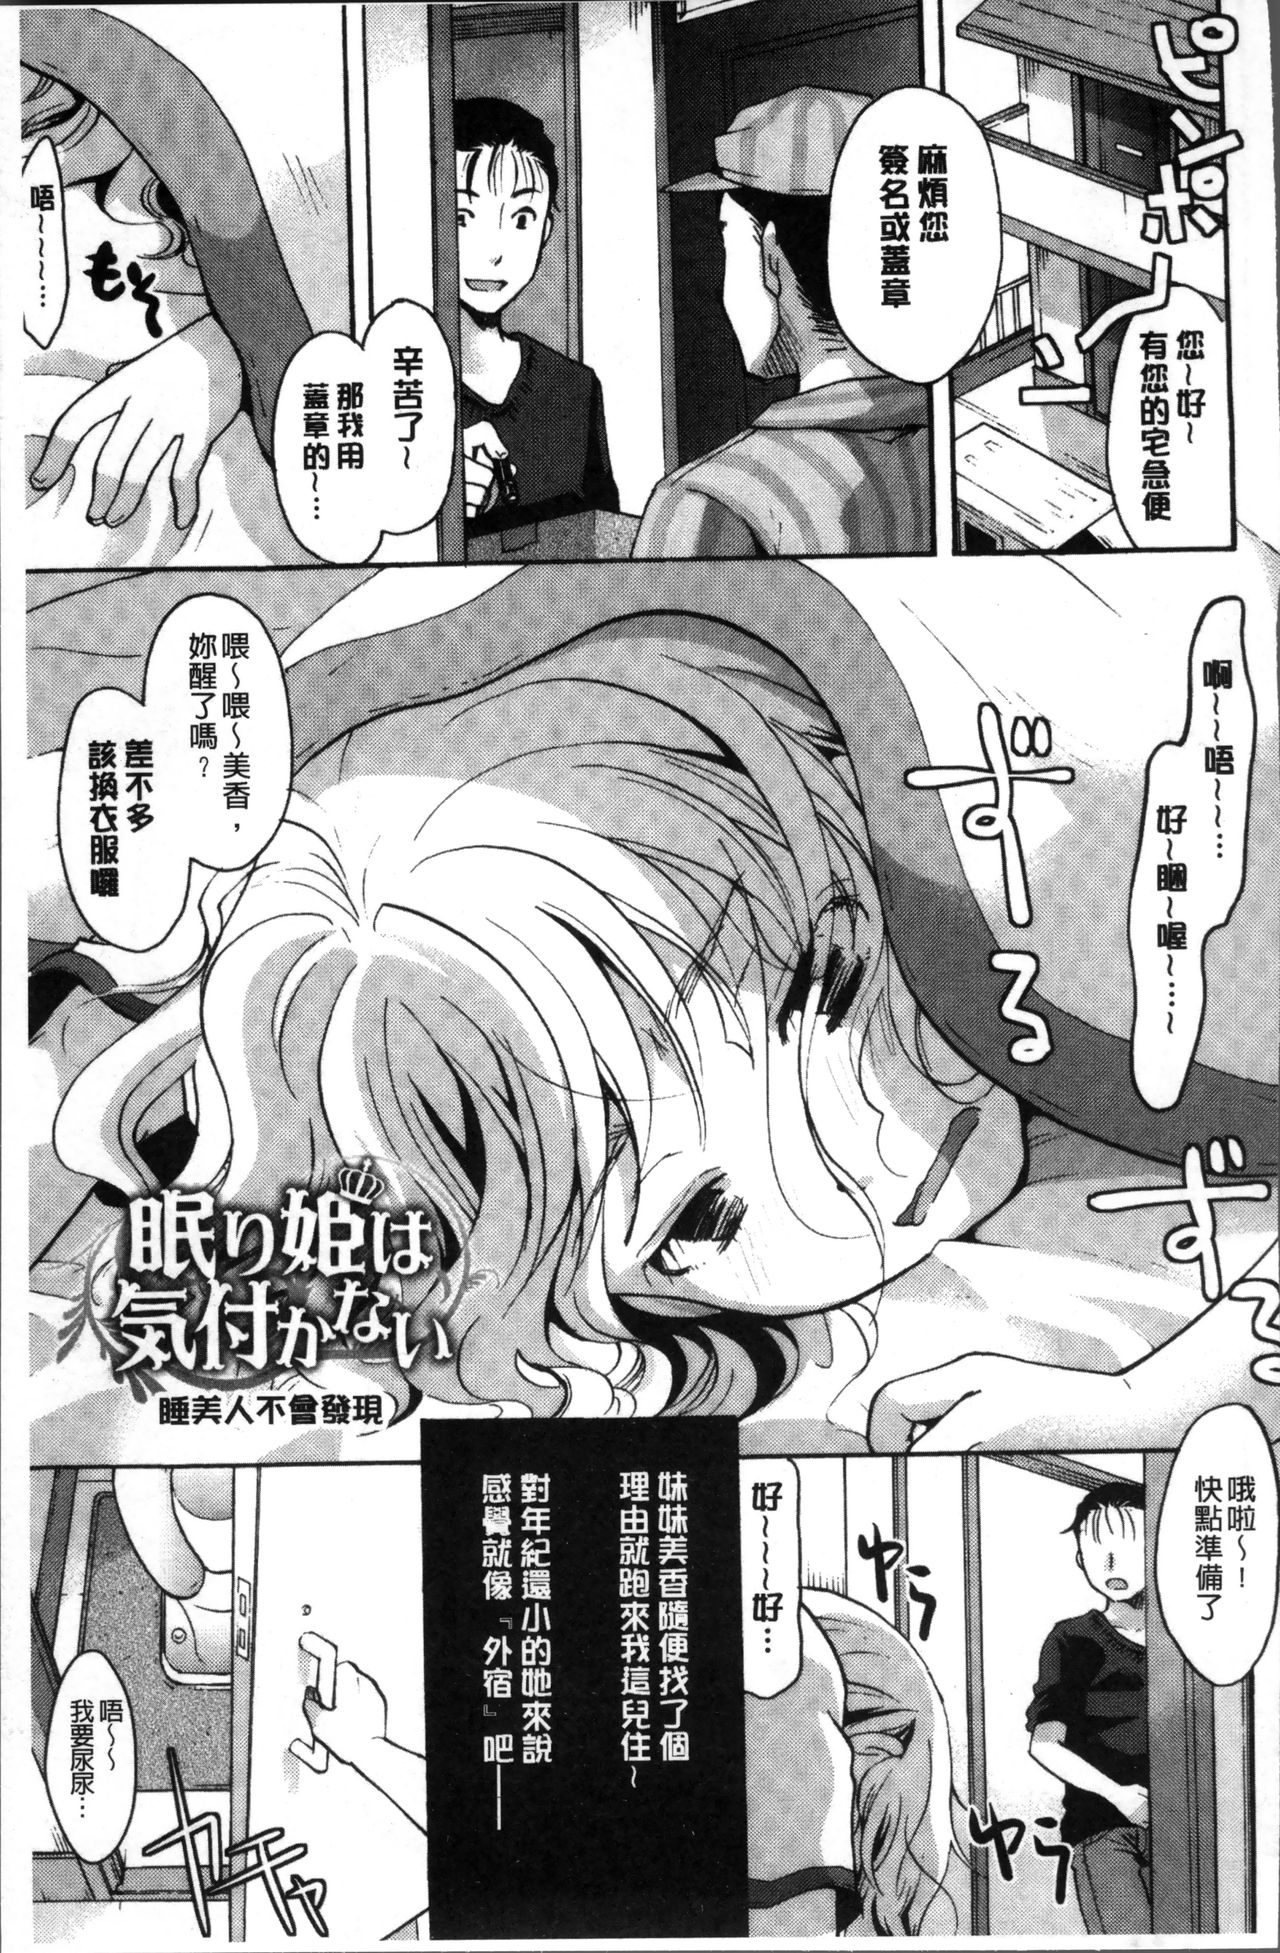 ピンポーン
您～好～
有您的宅急便
麻煩您
簽名或蓋章
辛苦了～
那我用
蓋章的～…
もそ
唔～～～～…
啊～～唔～～～…
好～睏～喔～……～
ずる
ずる
喂～喂～美香，
妳醒了嗎？
差不多
該換衣服囉
眠り姫は
気付かない
睡美人不會發現
哦啦～！
快點準備了
ゆら
ゆら
好～～～好…
妹妹美香隨便找了個
理由就跑來我這兒住～
對年紀還小的她來說
感覺就像『外宿』吧——
ガチャ
唔～～
我要尿尿…